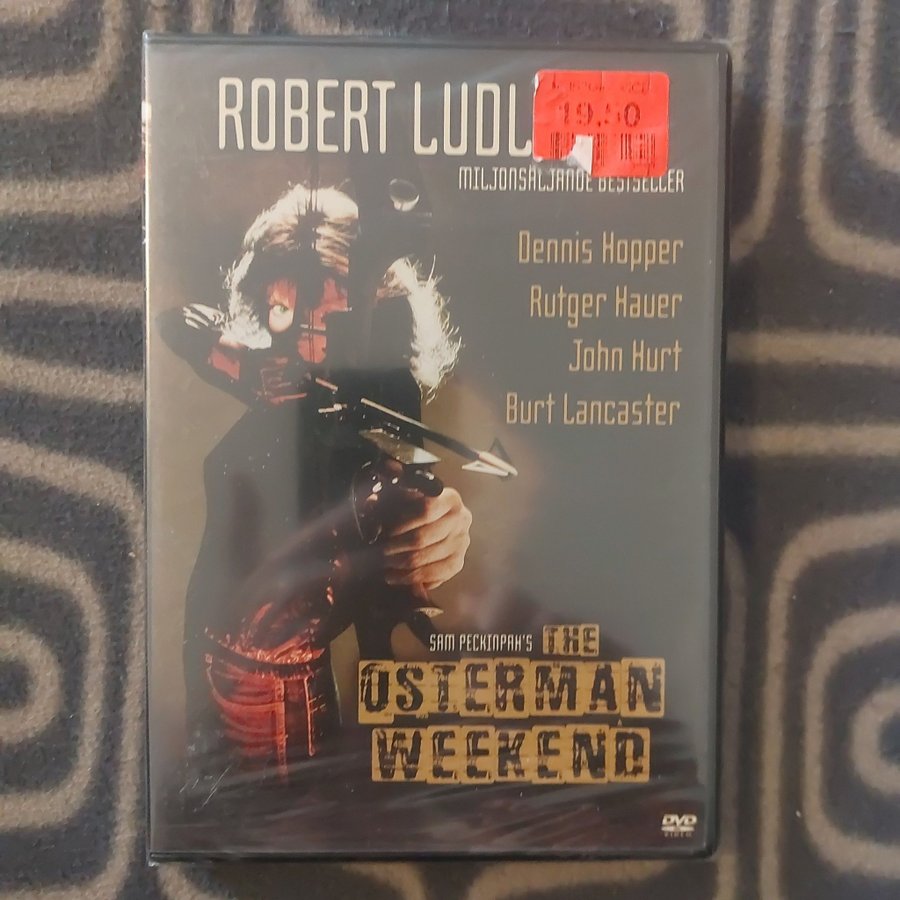 ROBERT
19,50
MILJONSÄLJANDE BESTSELLER
Dennis Hopper
Rutger Hauer
John Hurt
Burt Lancaster
SAM PECKINPAH'S THE
OSTERMAN
WEEKEND
DVD
VIDEO